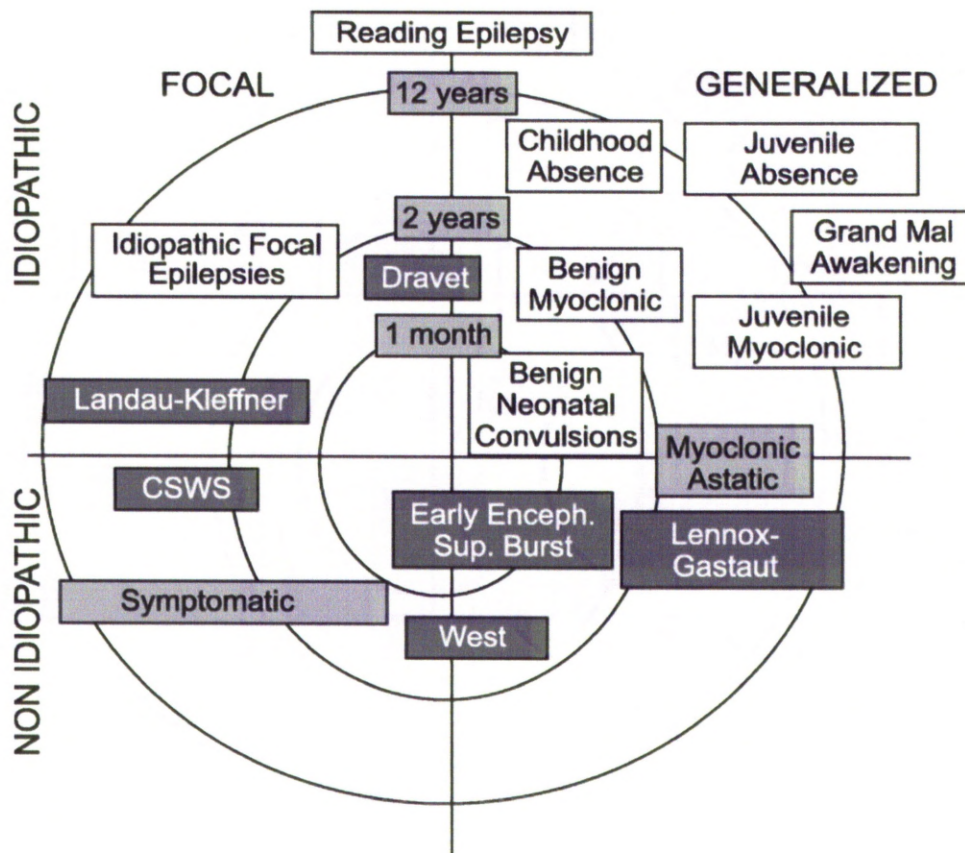 Reading Epilepsy
FOCAL
12 years
GENERALIZED
IDIOPATHIC
Childhood
Absence
Juvenile
Absence
2 years
Idiopathic Focal
Epilepsies
Dravet
Benign
Myoclonic
Grand Mal
Awakening
1 month
Juvenile
Myoclonic
Landau-Kleffner
Benign
Neonatal
Convulsions
Myoclonic
Astatic
NON IDIOPATHIC
CSWS
Early Enceph.
Sup. Burst
Lennox-
Gastaut
Symptomatic
West